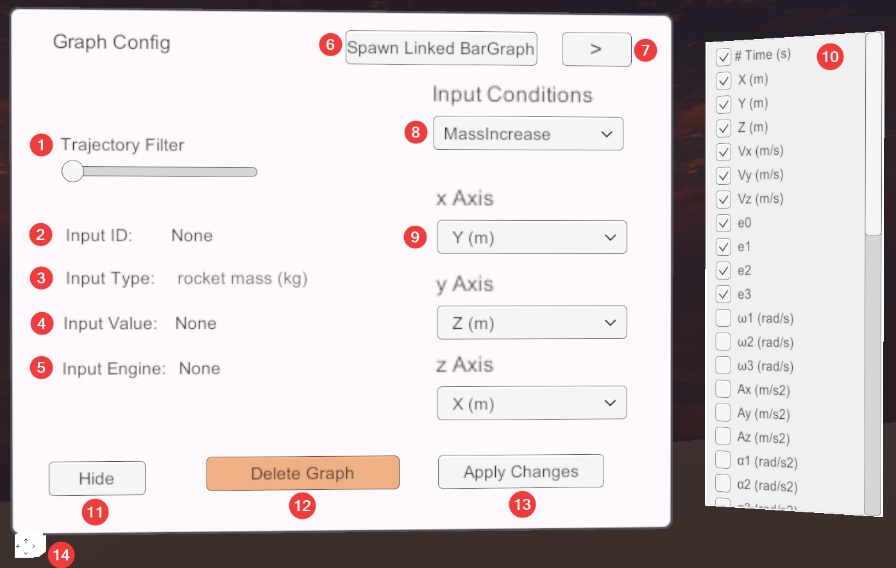 Graph Config
6
Spawn Linked BarGraph
>
7
Input Conditions
1
Trajectory Filter
8
MassIncrease
x Axis
2
Input ID: None
9
Y (m)
3
Input Type: rocket mass (kg)
y Axis
4
Input Value: None
Z (m)
5
Input Engine: None
z Axis
X (m)
Hide
Delete Graph
Apply Changes
11
12
13
14
# Time (s)
10
X (m)
Y (m)
Z (m)
Vx (m/s)
Vy (m/s)
Vz (m/s)
e0
e1
e2
e3
ω1 (rad/s)
ω2 (rad/s)
ω3 (rad/s)
Ax (m/s2)
Ay (m/s2)
Az (m/s2)
α1 (rad/s2)
α2 (rad/s2)